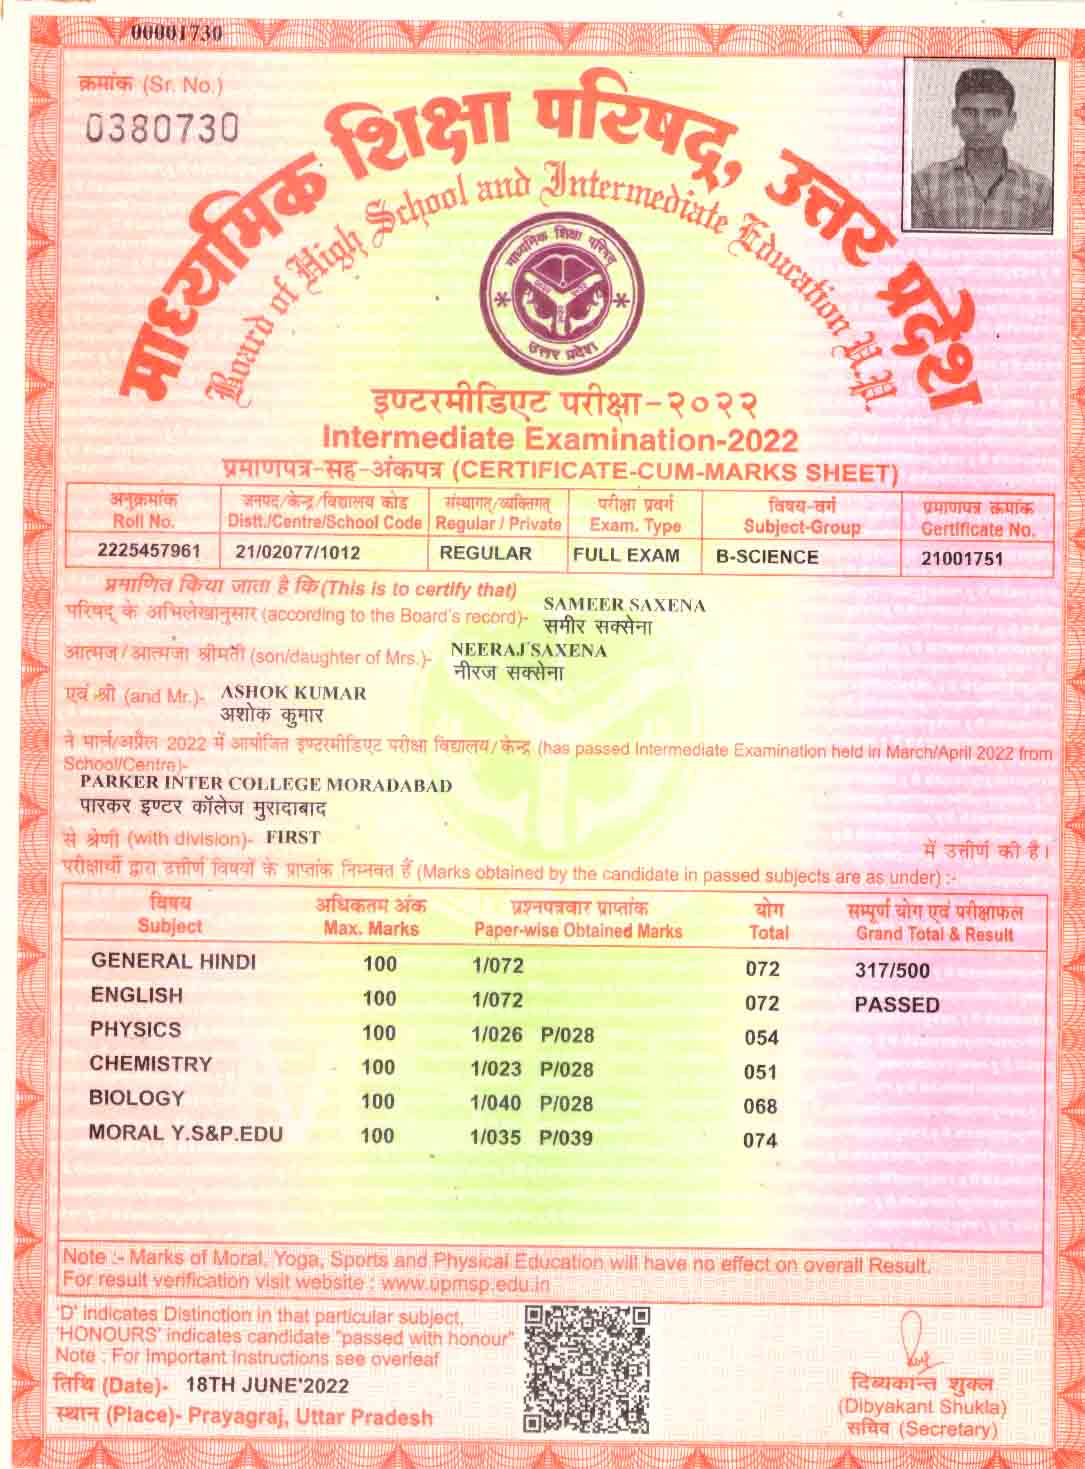 00001730
क्रमांक (Sr. No.)
0380730
माध्यमिक शिक्षा परिषद्, उत्तर प्रदेश
Board of High School and Intermediate Education U.P.
माध्यमिक शिक्षा परिषद्
उत्तर प्रदेश
इण्टरमीडिएट परीक्षा-२०२२
Intermediate Examination-2022
प्रमाणपत्र-सह-अंकपत्र (CERTIFICATE-CUM-MARKS SHEET)
अनुक्रमांक जनपद/केन्द्र/विद्यालय कोड संस्थागत/व्यक्तिगत परीक्षा प्रवर्ग विषय-वर्ग प्रमाणपत्र क्रमांक
Roll No. Distt./Centre/School Code Regular / Private Exam. Type Subject-Group Certificate No.
2225457961 21/02077/1012 REGULAR FULL EXAM B-SCIENCE 21001751
प्रमाणित किया जाता है कि (This is to certify that)
परिषद् के अभिलेखानुसार (according to the Board's record)- SAMEER SAXENA
समीर सक्सेना
आत्मज/आत्मजा श्रीमती (son/daughter of Mrs.)- NEERAJ SAXENA
नीरज सक्सेना
एवं श्री (and Mr.)- ASHOK KUMAR
अशोक कुमार
ने मार्च/अप्रैल 2022 में आयोजित इण्टरमीडिएट परीक्षा विद्यालय/केन्द्र (has passed Intermediate Examination held in March/April 2022 from
School/Centre)-
PARKER INTER COLLEGE MORADABAD
पारकर इण्टर कॉलेज मुरादाबाद
से श्रेणी (with division)- FIRST में उत्तीर्ण की है।
परीक्षार्थी द्वारा उत्तीर्ण विषयों के प्राप्तांक निम्नवत हैं (Marks obtained by the candidate in passed subjects are as under) :-
विषय अधिकतम अंक प्रश्नपत्रवार प्राप्तांक योग सम्पूर्ण योग एवं परीक्षाफल
Subject Max. Marks Paper-wise Obtained Marks Total Grand Total & Result
GENERAL HINDI 100 1/072 072 317/500
ENGLISH 100 1/072 072 PASSED
PHYSICS 100 1/026 P/028 054
CHEMISTRY 100 1/023 P/028 051
BIOLOGY 100 1/040 P/028 068
MORAL Y.S&P.EDU 100 1/035 P/039 074
Note :- Marks of Moral, Yoga, Sports and Physical Education will have no effect on overall Result.
For result verification visit website : www.upmsp.edu.in
'D' indicates Distinction in that particular subject,
'HONOURS' indicates candidate "passed with honour"
Note : For Important Instructions see overleaf
तिथि (Date)- 18TH JUNE'2022
स्थान (Place)- Prayagraj, Uttar Pradesh
दिब्यकान्त शुक्ल
(Dibyakant Shukla)
सचिव (Secretary)